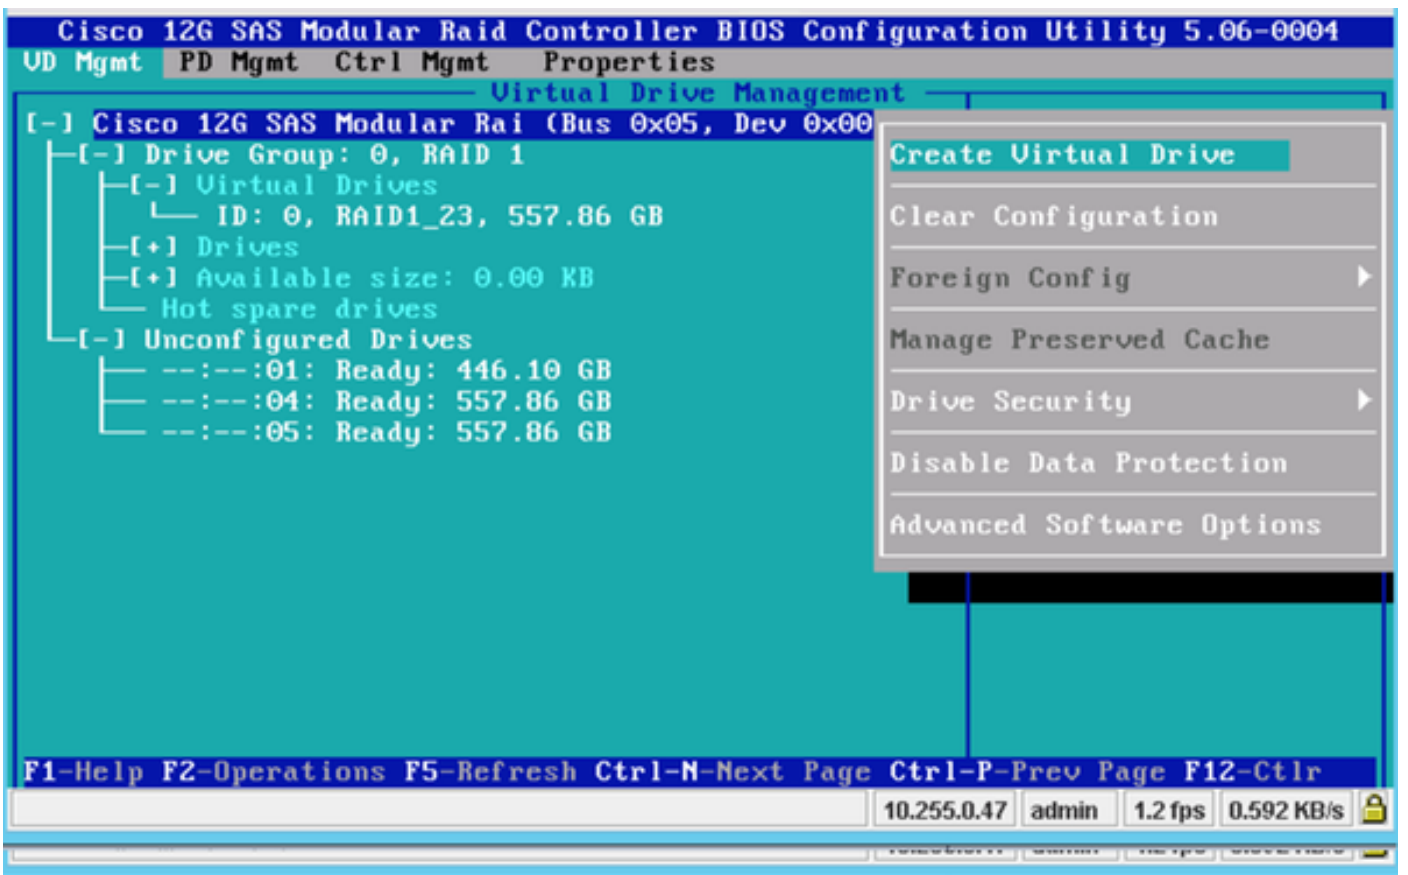 Cisco 12G SAS Modular Raid Controller BIOS Configuration Utility 5.06-0004
VD Mgmt PD Mgmt Ctrl Mgmt Properties
Virtual Drive Management
[-] Cisco 12G SAS Modular Rai (Bus 0x05, Dev 0x00
[-] Drive Group: 0, RAID 1
[-] Virtual Drives
ID: 0, RAID1_23, 557.86 GB
[+] Drives
[+] Available size: 0.00 KB
Hot spare drives
[-] Unconfigured Drives
--:--:01: Ready: 446.10 GB
--:--:04: Ready: 557.86 GB
--:--:05: Ready: 557.86 GB
Create Virtual Drive
Clear Configuration
Foreign Config
Manage Preserved Cache
Drive Security
Disable Data Protection
Advanced Software Options
F1-Help F2-Operations F5-Refresh Ctrl-N-Next Page Ctrl-P-Prev Page F12-Ctlr
10.255.0.47 admin 1.2 fps 0.592 KB/s